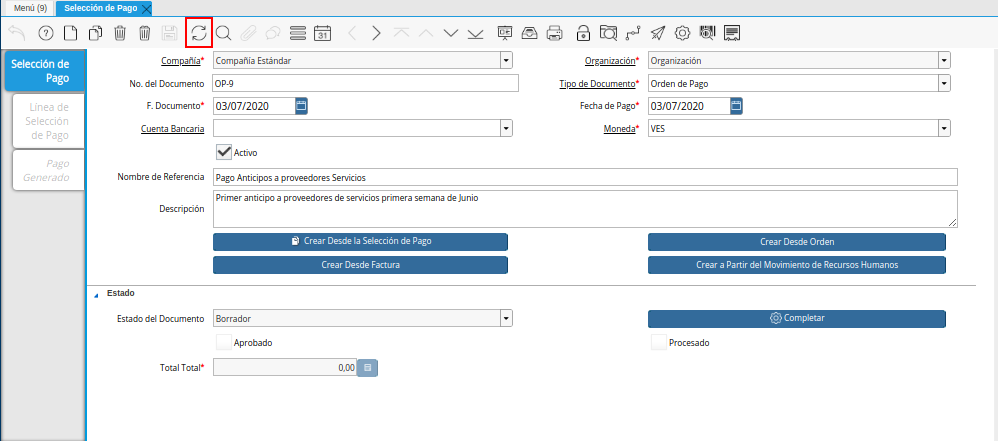 Menú (9) Selección de Pago
31
Selección de
Pago
Línea de
Selección
de Pago
Pago
Generado
Compañía* Compañía Estándar Organización* Organización
No. del Documento OP-9 Tipo de Documento* Orden de Pago
F. Documento* 03/07/2020 Fecha de Pago* 03/07/2020
Cuenta Bancaria Moneda* VES
Activo
Nombre de Referencia Pago Anticipos a proveedores Servicios
Descripción Primer anticipo a proveedores de servicios primera semana de Junio
Crear Desde la Selección de Pago Crear Desde Orden
Crear Desde Factura Crear a Partir del Movimiento de Recursos Humanos
Estado
Estado del Documento Borrador Completar
Aprobado Procesado
Total Total* 0,00